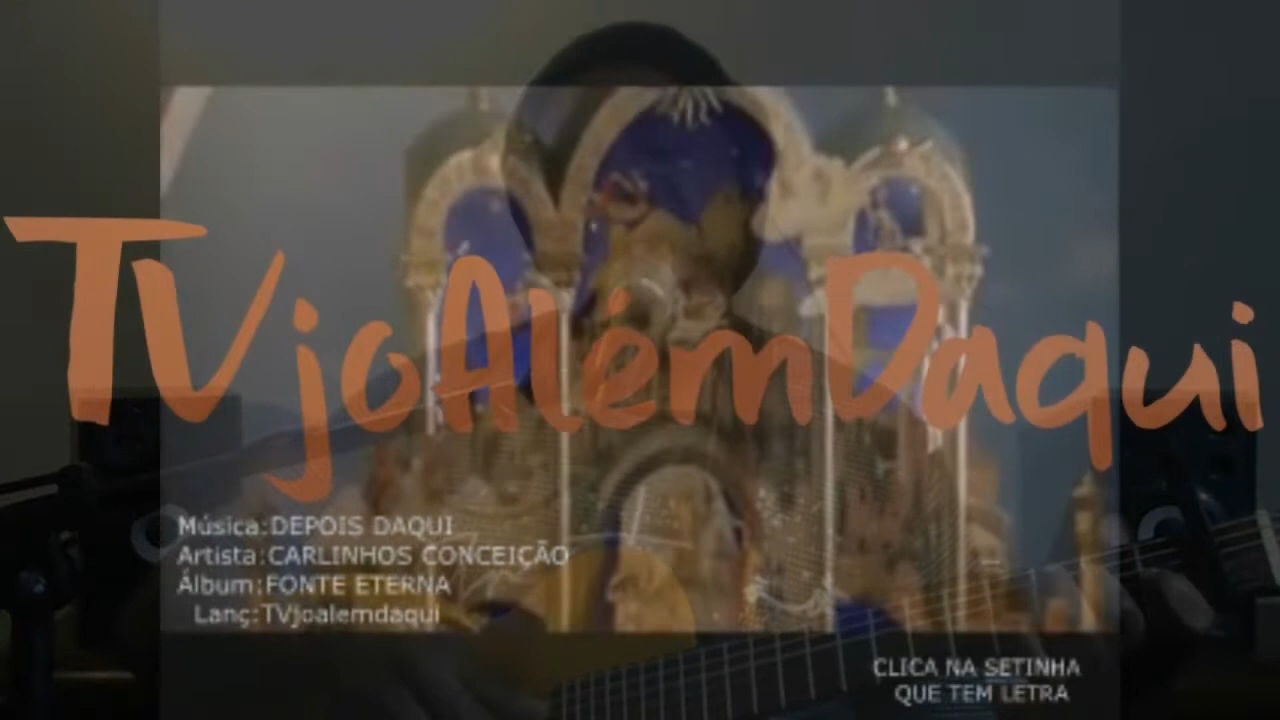 TVjoAlémDaqui
Música:DEPOIS DAQUI
Artista:CARLINHOS CONCEIÇÃO
Álbum:FONTE ETERNA
Lanç:TVjoalemdaqui
CLICA NA SETINHA
QUE TEM LETRA